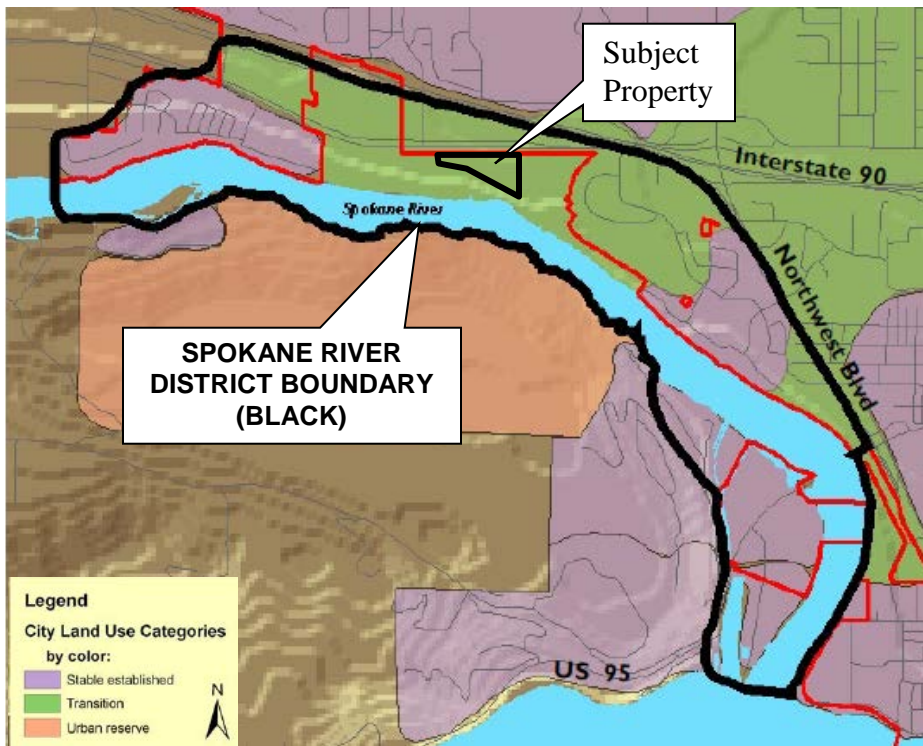 Subject
Property
Interstate 90
Spokane River
Northwest Blvd
SPOKANE RIVER
DISTRICT BOUNDARY
(BLACK)
US 95
Legend
City Land Use Categories
by color:
Stable established
Transition
Urban reserve
N